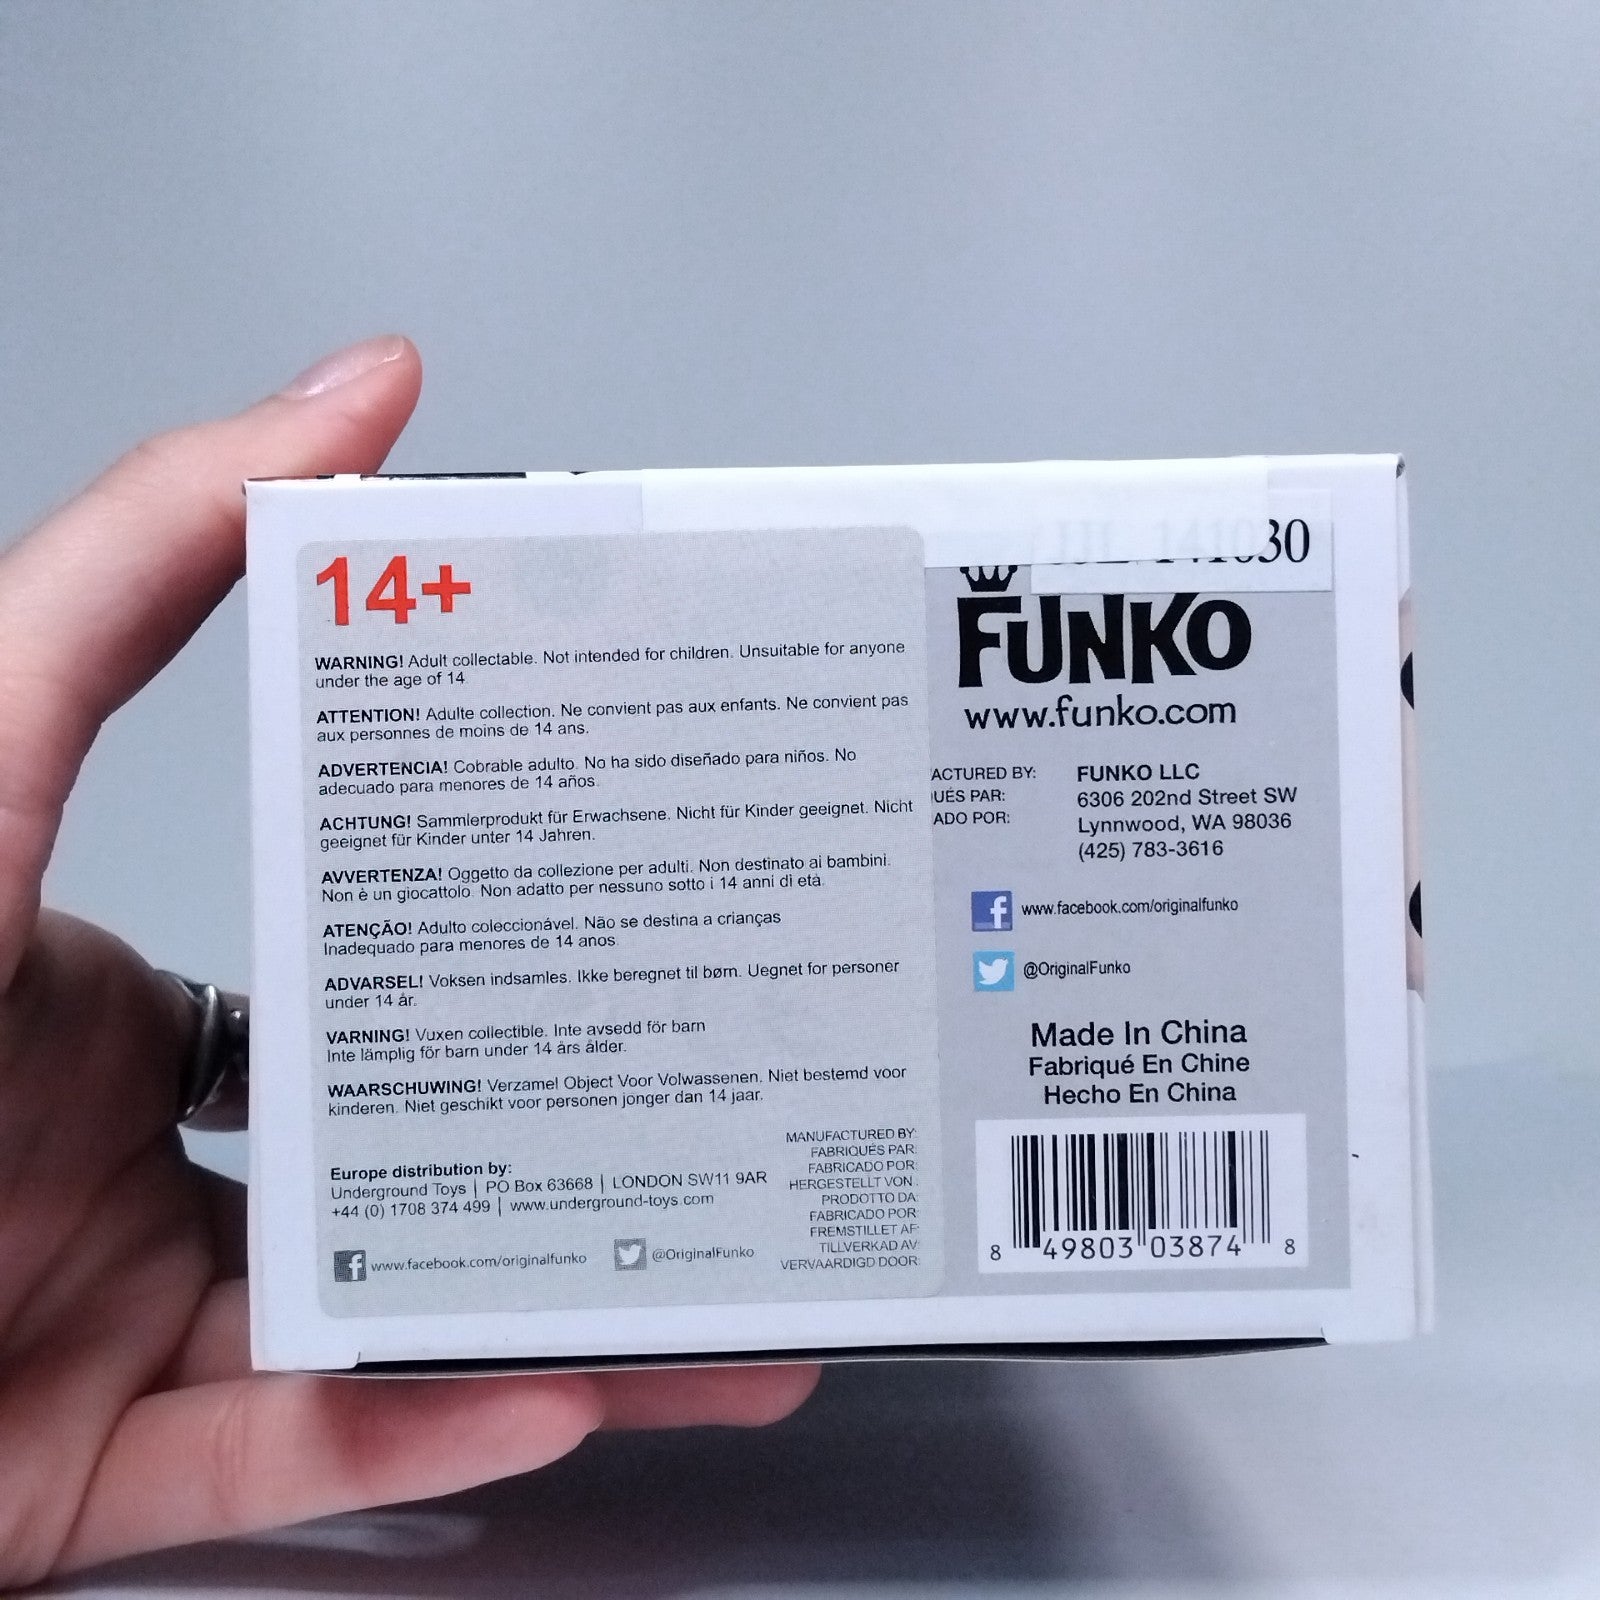 14+
WARNING! Adult collectable. Not intended for children. Unsuitable for anyone
under the age of 14
ATTENTION! Adulte collection. Ne convient pas aux enfants. Ne convient pas
aux personnes de moins de 14 ans.
ADVERTENCIA! Cobrable adulto. No ha sido diseñado para niños. No
adecuado para menores de 14 años.
ACHTUNG! Sammlerprodukt für Erwachsene. Nicht für Kinder geeignet. Nicht
geeignet für Kinder unter 14 Jahren.
AVVERTENZA! Oggetto da collezione per adulti. Non destinato ai bambini.
Non è un giocattolo. Non adatto per nessuno sotto i 14 anni di età.
ATENÇÃO! Adulto coleccionável. Não se destina a crianças
Inadequado para menores de 14 anos.
ADVARSEL! Voksen indsamles. Ikke beregnet til børn. Uegnet for personer
under 14 år.
VARNING! Vuxen collectible. Inte avsedd för barn
Inte lämplig för barn under 14 års ålder.
WAARSCHUWING! Verzamel Object Voor Volwassenen. Niet bestemd voor
kinderen. Niet geschikt voor personen jonger dan 14 jaar.
Europe distribution by:
Underground Toys | PO Box 63668 | LONDON SW11 9AR
+44 (0) 1708 374 499 | www.underground-toys.com
www.facebook.com/originalfunko @OriginalFunko
MANUFACTURED BY:
FABRIQUÉS PAR:
FABRICADO POR:
HERGESTELLT VON:
PRODOTTO DA:
FABRICADO POR:
FREMSTILLET AF:
TILLVERKAD AV:
VERVAARDIGD DOOR:
141030
FUNKO
www.funko.com
ACTURED BY: FUNKO LLC
UÉS PAR: 6306 202nd Street SW
ADO POR: Lynnwood, WA 98036
(425) 783-3616
www.facebook.com/originalfunko
@OriginalFunko
Made In China
Fabriqué En Chine
Hecho En China
8 49803 03874 8